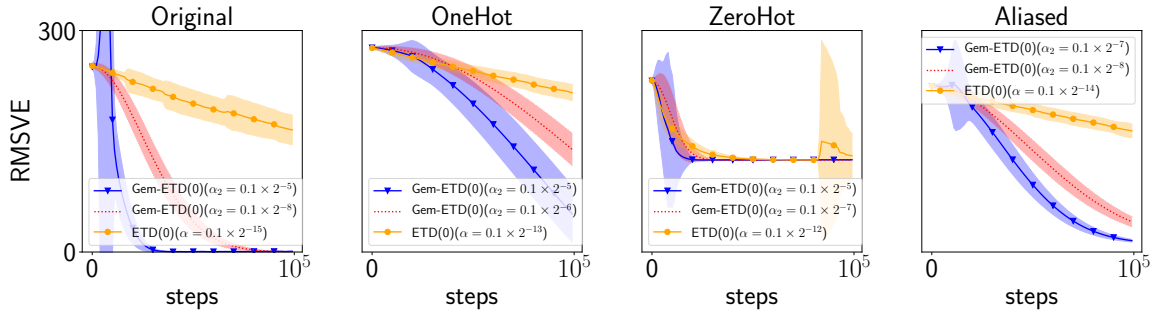 Original
OneHot
ZeroHot
Aliased
RMSVE
300
0
Gem-ETD(0)(α₂ = 0.1 × 2⁻⁵)
Gem-ETD(0)(α₂ = 0.1 × 2⁻⁸)
ETD(0)(α = 0.1 × 2⁻¹⁵)
0
10⁵
steps
Gem-ETD(0)(α₂ = 0.1 × 2⁻⁵)
Gem-ETD(0)(α₂ = 0.1 × 2⁻⁶)
ETD(0)(α = 0.1 × 2⁻¹³)
0
10⁵
steps
Gem-ETD(0)(α₂ = 0.1 × 2⁻⁵)
Gem-ETD(0)(α₂ = 0.1 × 2⁻⁷)
ETD(0)(α = 0.1 × 2⁻¹²)
0
10⁵
steps
Gem-ETD(0)(α₂ = 0.1 × 2⁻⁷)
Gem-ETD(0)(α₂ = 0.1 × 2⁻⁸)
ETD(0)(α = 0.1 × 2⁻¹⁴)
0
10⁵
steps